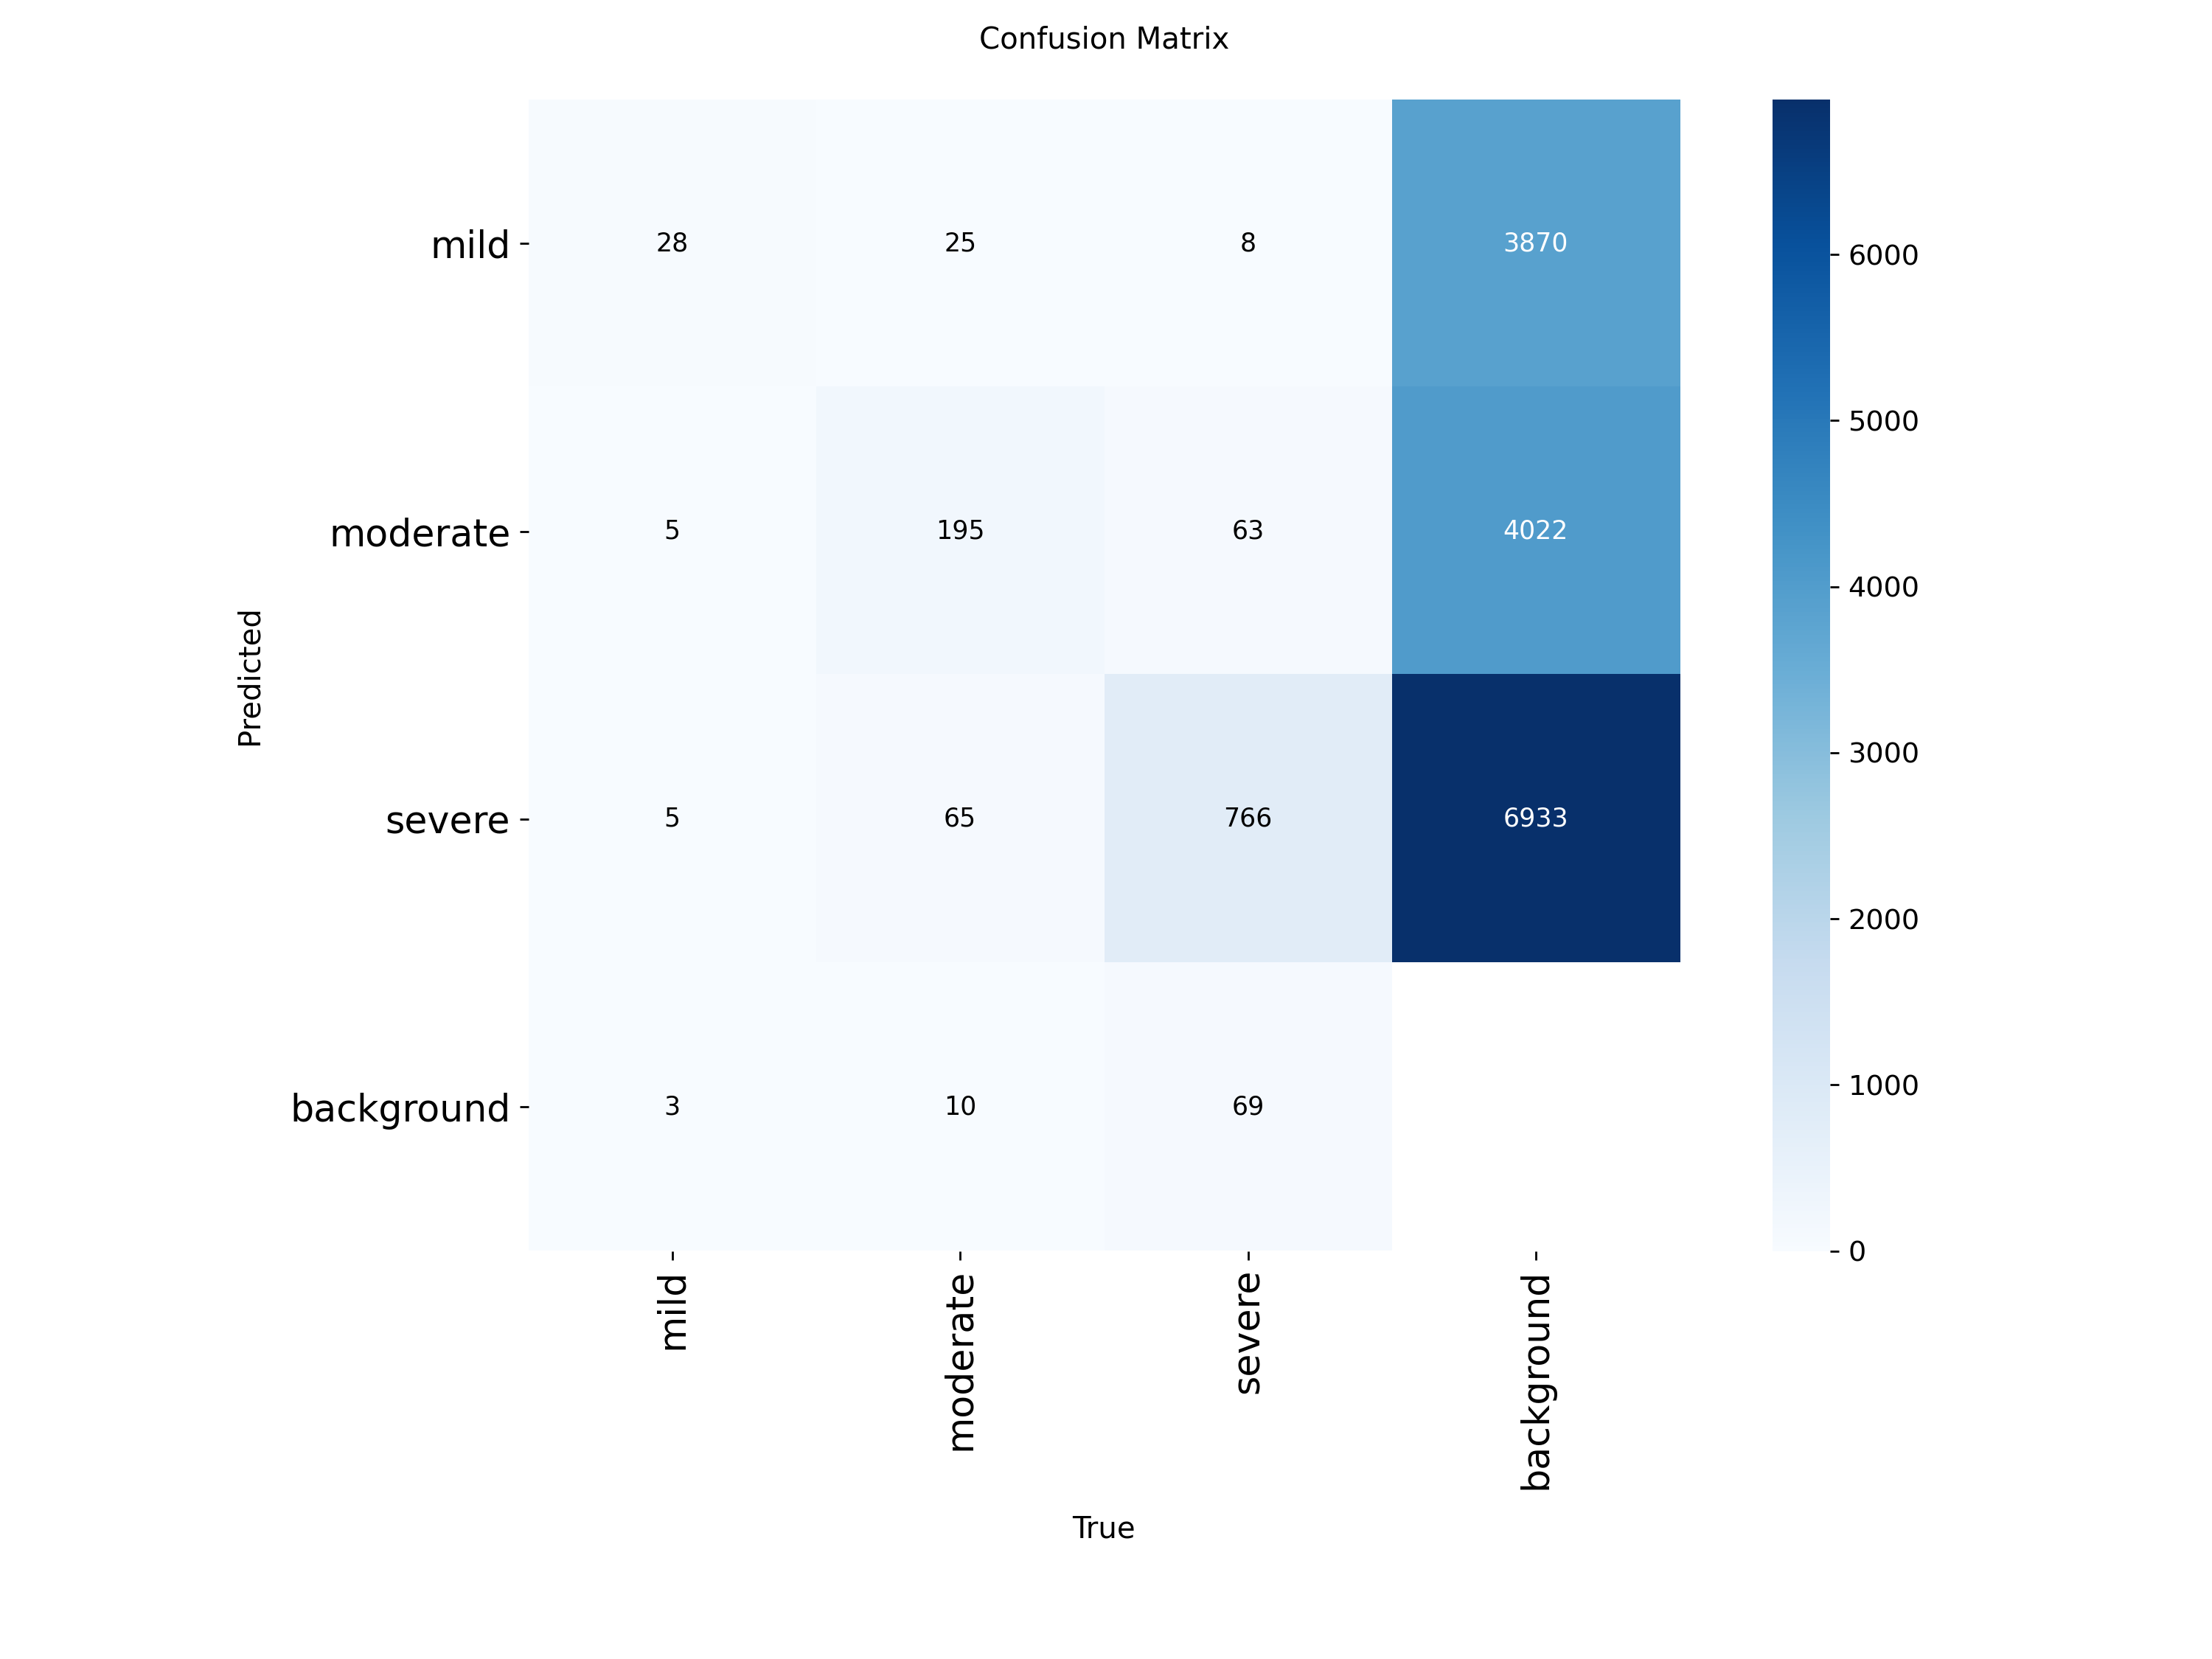 Confusion Matrix
mild 28 25 8 3870
moderate 5 195 63 4022
severe 5 65 766 6933
background 3 10 69
Predicted
mild moderate severe background
True
6000
5000
4000
3000
2000
1000
0